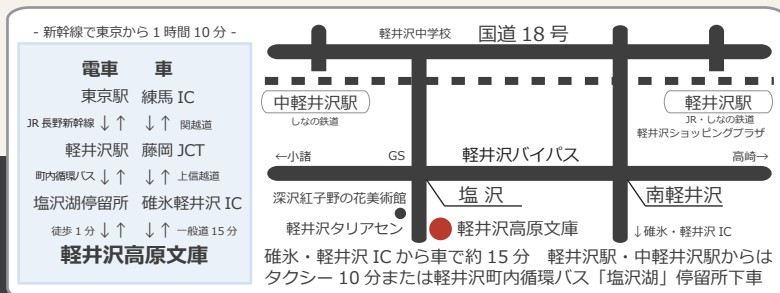 - 新幹線で東京から1時間10分 -
電車　車
東京駅　練馬 IC
JR 長野新幹線 ↓↑　↓↑ 関越道
軽井沢駅　藤岡 JCT
町内循環バス ↓↑　↓↑ 上信越道
塩沢湖停留所　碓氷軽井沢 IC
徒歩1分 ↓↑　↓↑ 一般道 15分
軽井沢高原文庫
軽井沢中学校　国道 18 号
中軽井沢駅
しなの鉄道
軽井沢駅
JR・しなの鉄道
軽井沢ショッピングプラザ
←小諸　GS　軽井沢バイパス　高崎→
深沢紅子野の花美術館　塩 沢　南軽井沢
軽井沢タリアセン　軽井沢高原文庫　↓碓氷・軽井沢 IC
碓氷・軽井沢 IC から車で約 15 分　軽井沢駅・中軽井沢駅からは
タクシー 10 分または軽井沢町内循環バス「塩沢湖」停留所下車